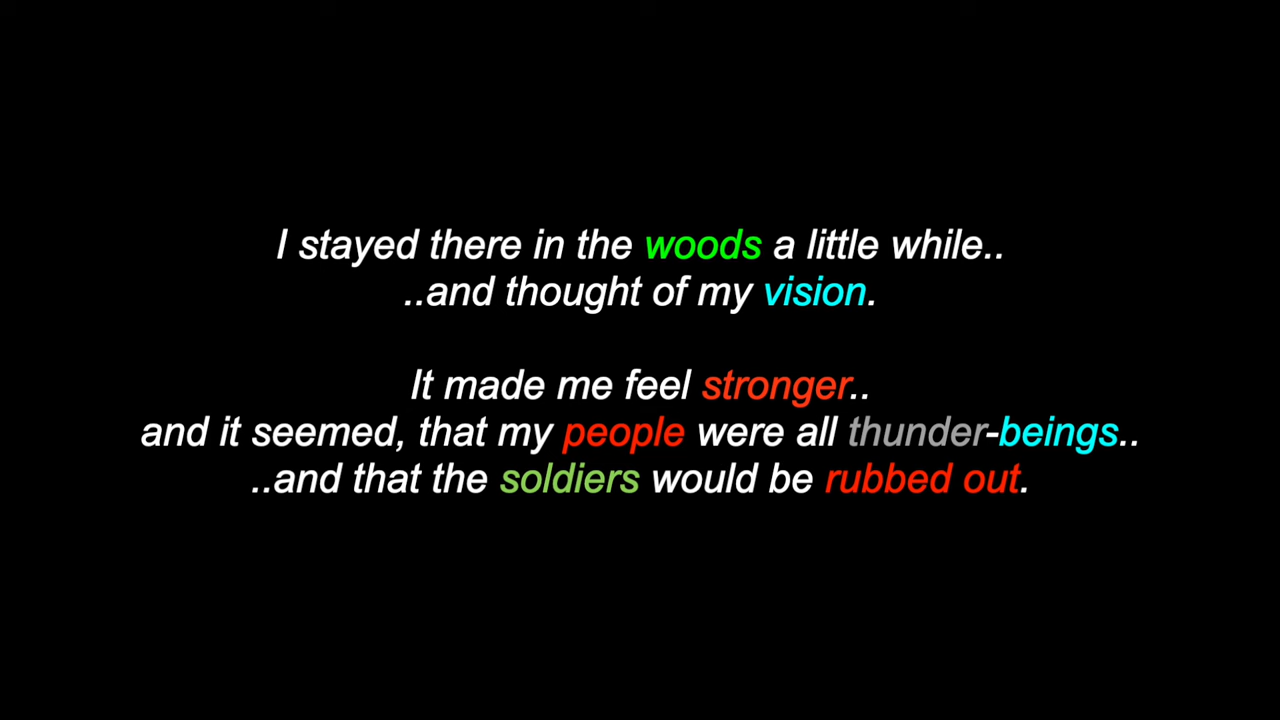 I stayed there in the woods a little while..
..and thought of my vision.
It made me feel stronger..
and it seemed, that my people were all thunder-beings..
..and that the soldiers would be rubbed out.